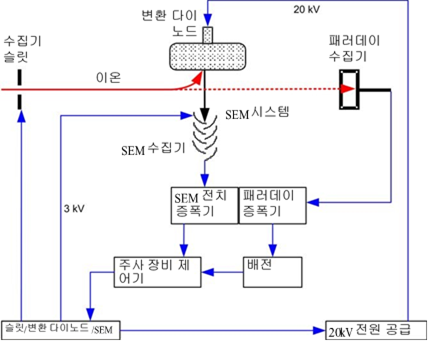 변환 다이
노드
20 kV
수집기
슬릿
패러데이
수집기
이온
SEM 시스템
SEM 수집기
3 kV
SEM 전치
증폭기
패러데이
증폭기
주사 장비 제
어기
배전
슬릿/변환 다이노드 /SEM
20kV 전원 공급